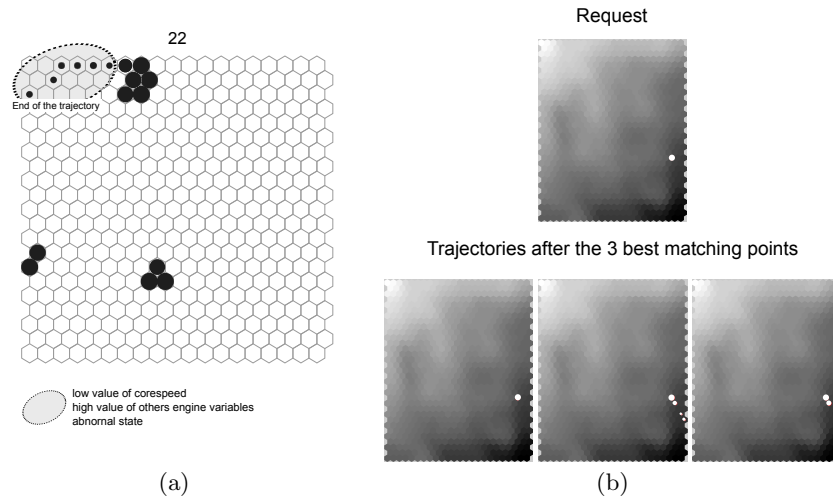 22
End of the trajectory
low value of corespeed
high value of others engine variables
abnornal state
(a)
Request
Trajectories after the 3 best matching points
(b)